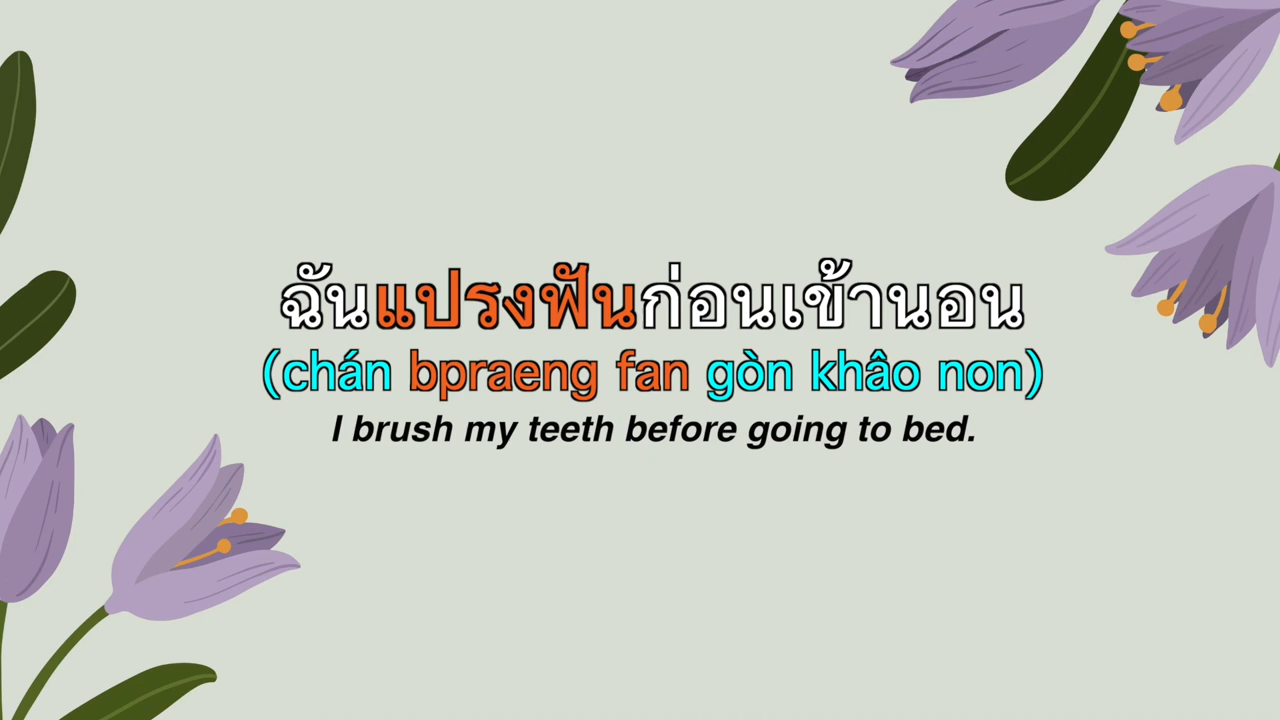 ฉันแปรงฟันก่อนเข้านอน
(chán bpraeng fan gòn khâo non)
I brush my teeth before going to bed.